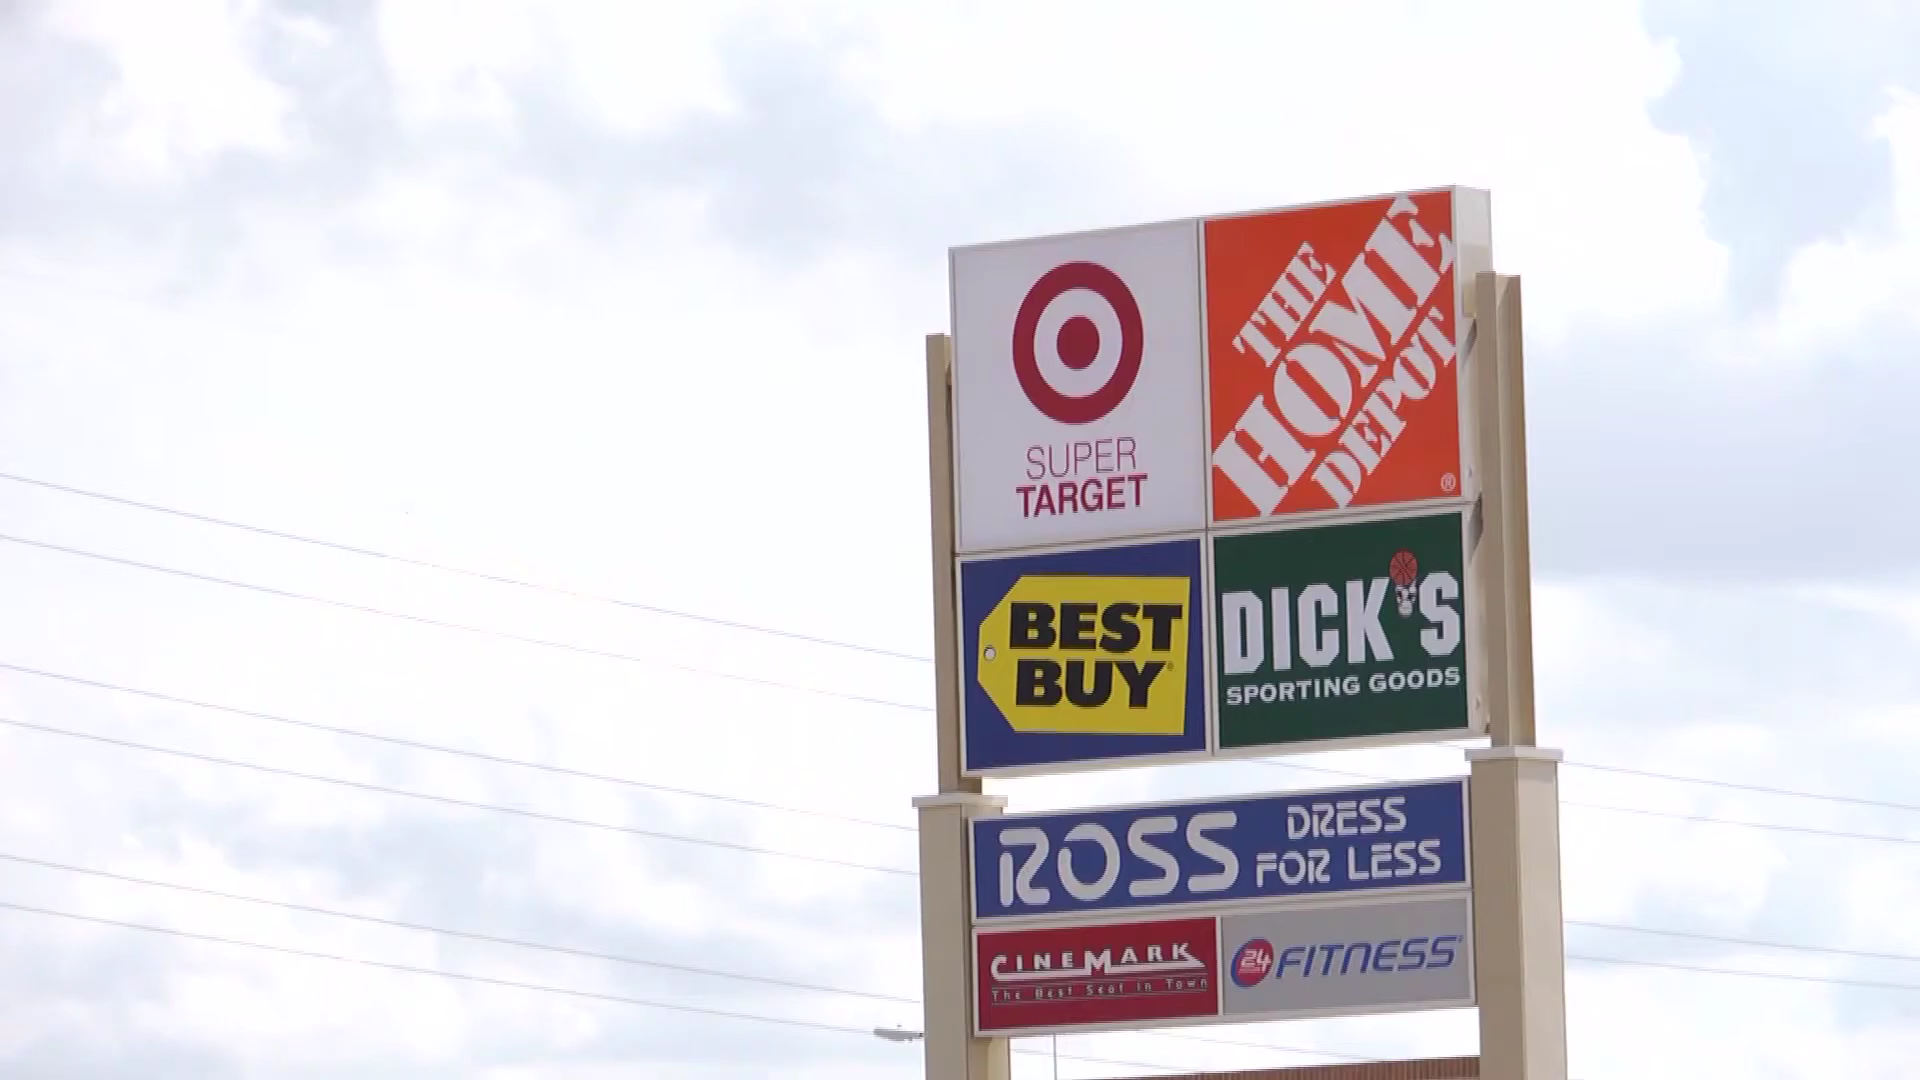 SUPER
TARGET
THE
HOME
DEPOT
®
BEST
BUY
DICK'S
SPORTING GOODS
ROSS DRESS
FOR LESS
CINEMARK
The Best Seat in Town
24 FITNESS